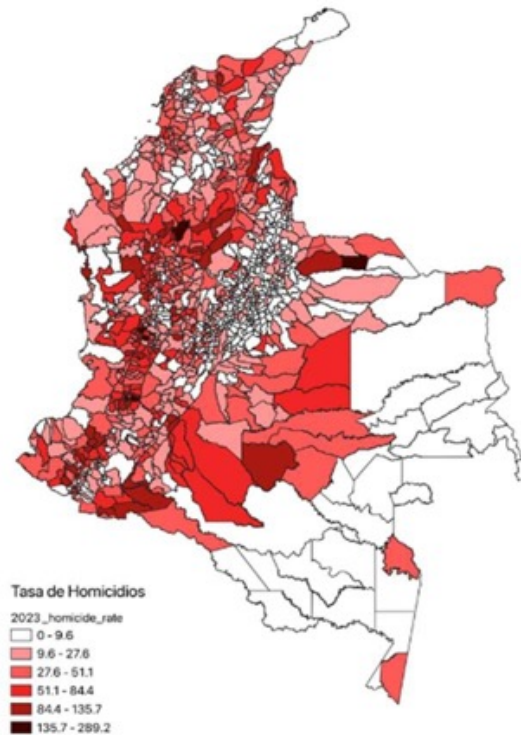 Tasa de Homicidios
2023_homicide_rate
0 - 9.6
9.6 - 27.6
27.6 - 51.1
51.1 - 84.4
84.4 - 135.7
135.7 - 289.2